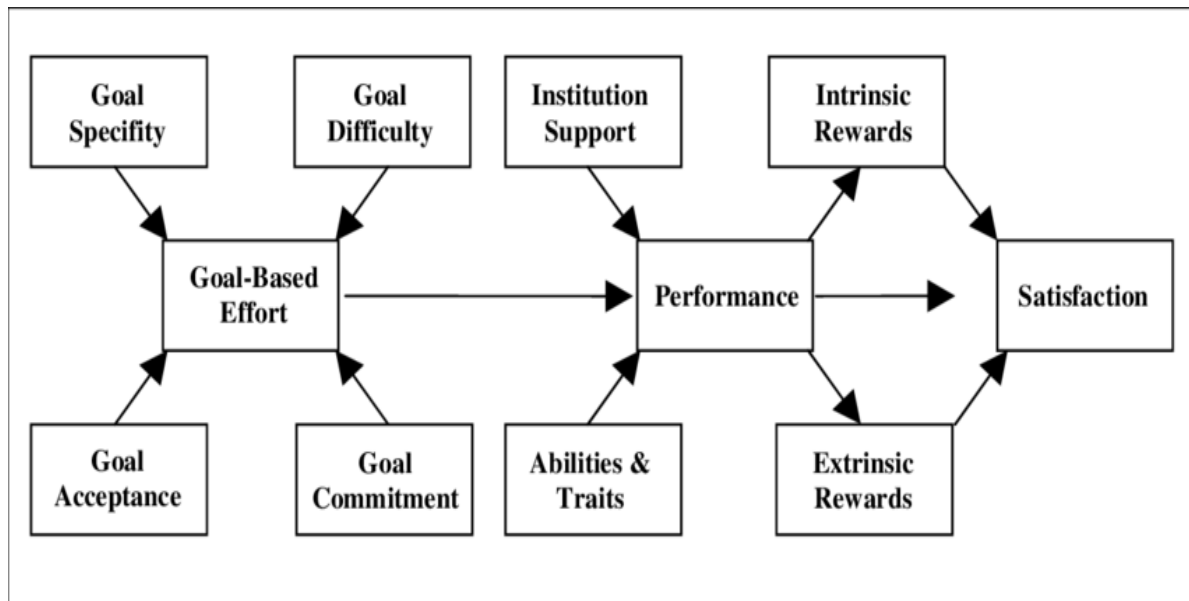 Goal
Specifity
Goal
Difficulty
Institution
Support
Intrinsic
Rewards
Goal-Based
Effort
Performance
Satisfaction
Goal
Acceptance
Goal
Commitment
Abilities &
Traits
Extrinsic
Rewards